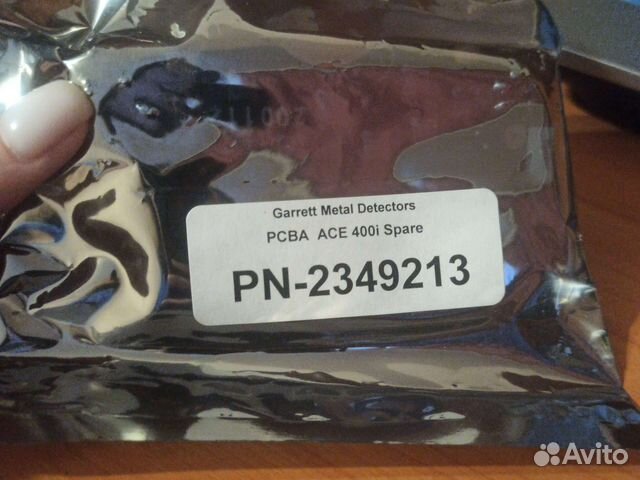 Garrett Metal Detectors
PCBA ACE 400i Spare
PN-2349213
Avito